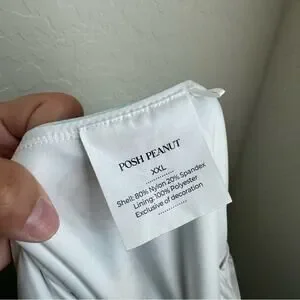 POSH PEANUT
XXL
Shell: 80% Nylon 20% Spandex
Lining: 100% Polyester
Exclusive of decoration